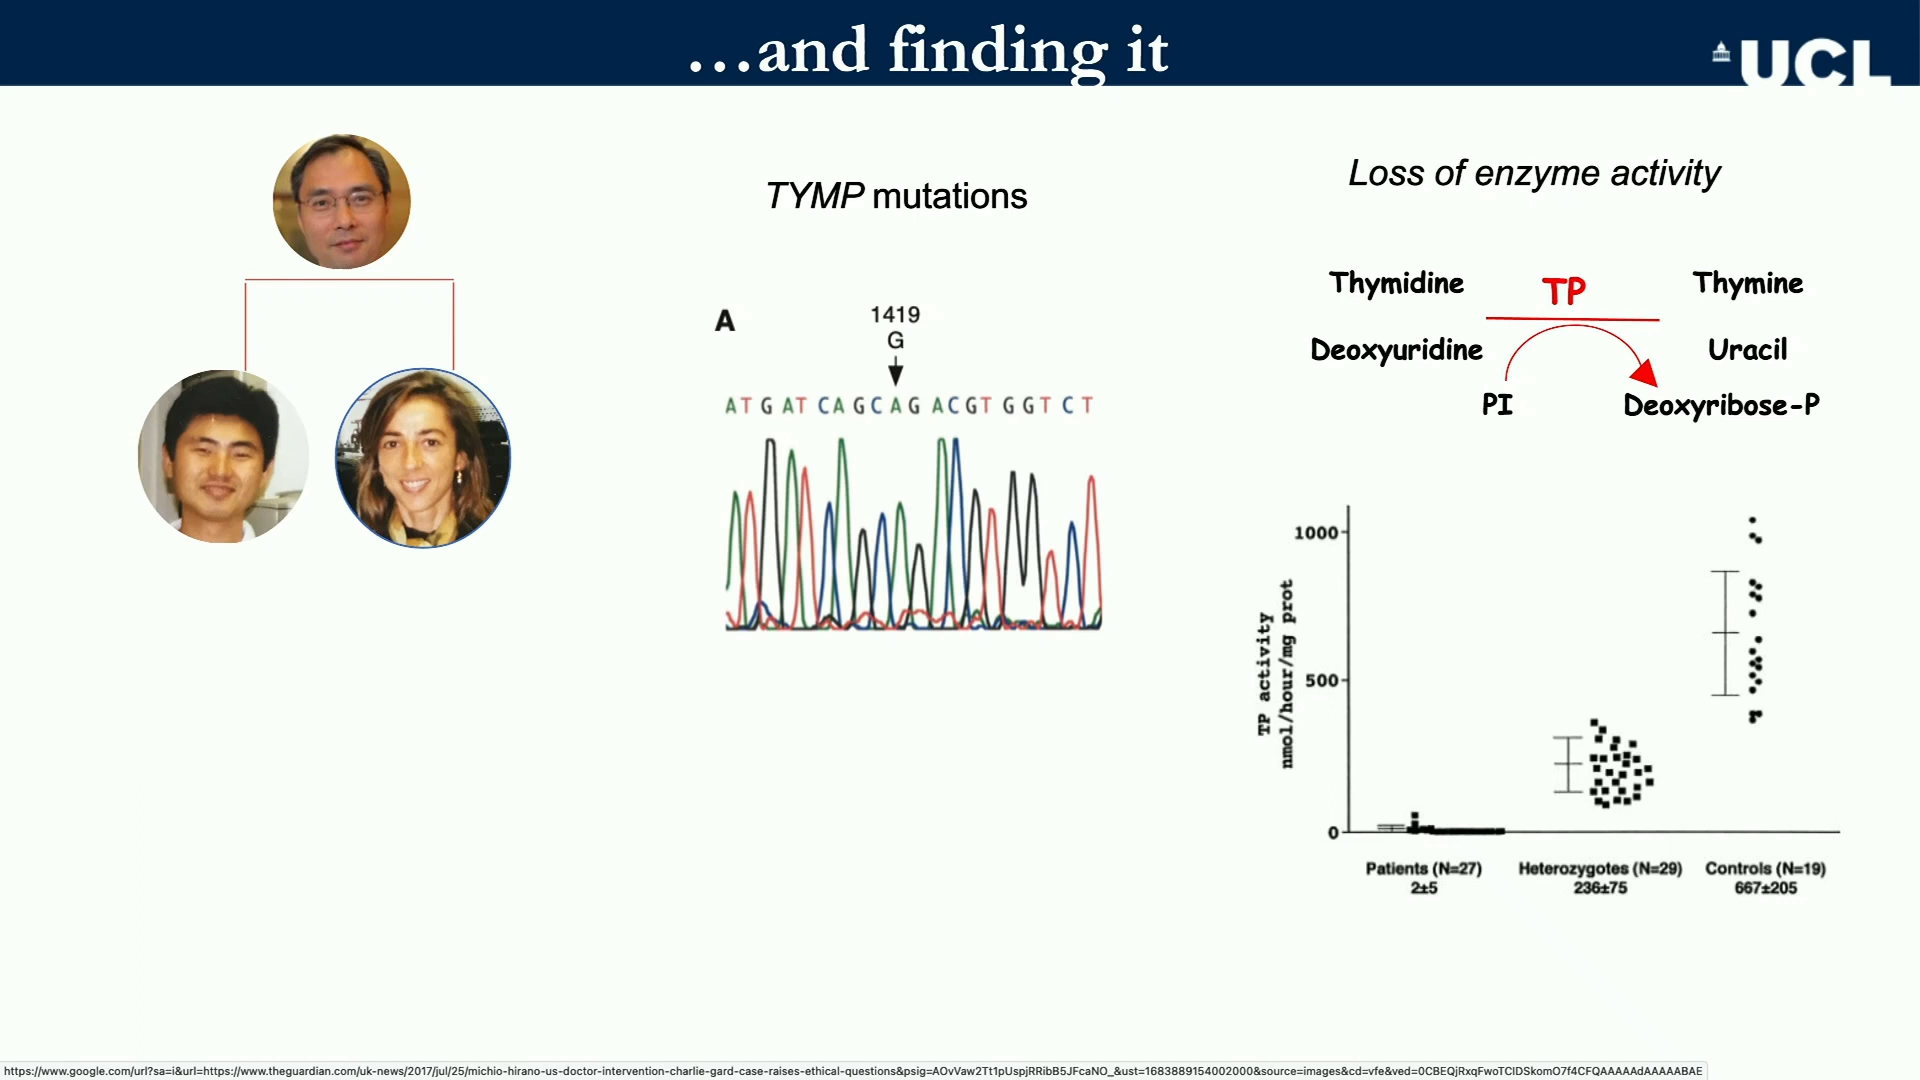 …and finding it
UCL
TYMP mutations
A
1419
G
ATGATCAGCAGACGTGGTCT
Loss of enzyme activity
Thymidine TP Thymine
Deoxyuridine Uracil
PI Deoxyribose-P
TP activity
nmol/hour/mg prot
1000
500
0
Patients (N=27) Heterozygotes (N=29) Controls (N=19)
2±5 236±75 667±205
https://www.google.com/url?sa=i&url=https://www.theguardian.com/uk-news/2017/jul/25/michio-hirano-us-doctor-intervention-charlie-gard-case-raises-ethical-questions&psig=AOvVaw2Tt1pUspjRRibB5JFcaNO_&ust=1683889154002000&source=images&cd=vfe&ved=0CBEQjRxqFwoTCIDSkomO7f4CFQAAAAAdAAAAABAE